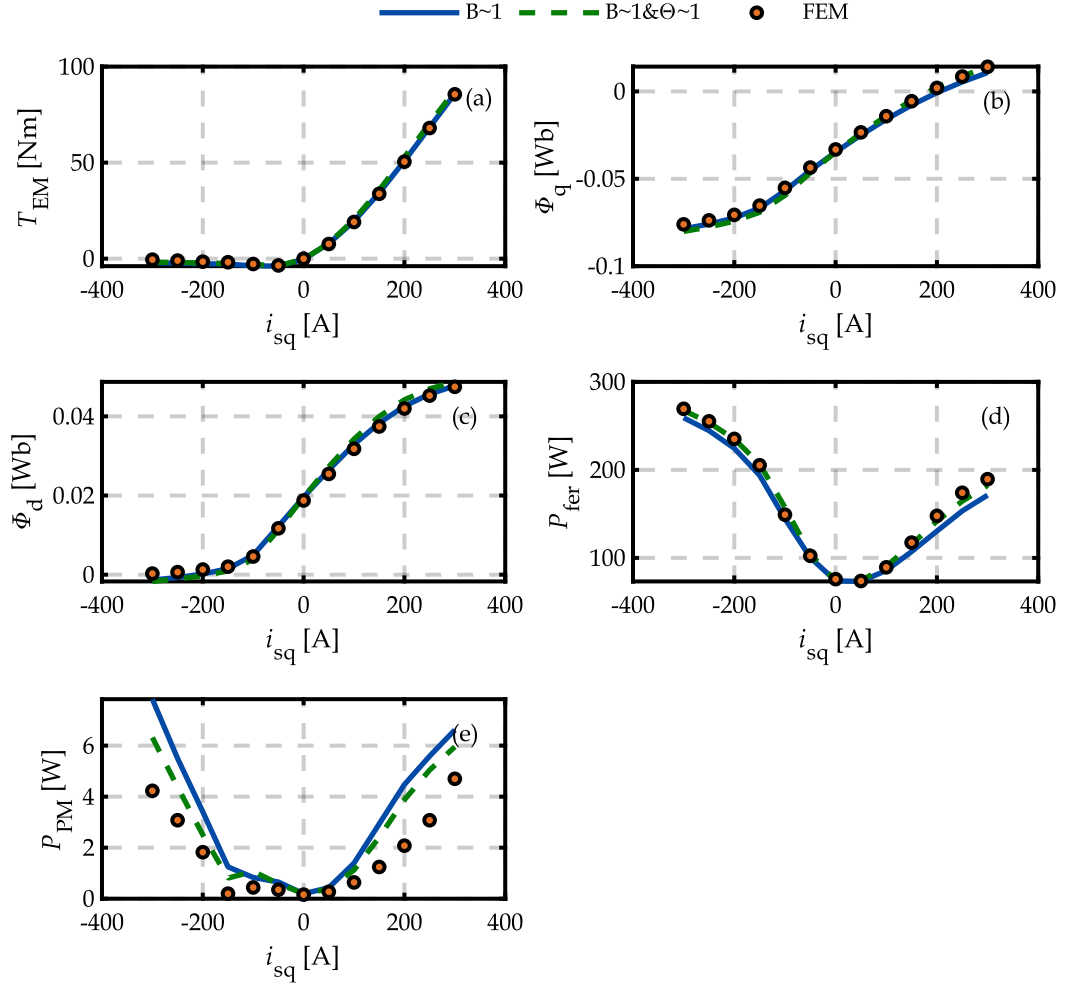 B~1 B~1&Θ~1 FEM
100
50
0
T_EM [Nm]
(a)
-400 -200 0 200 400
i_sq [A]
0
-0.05
-0.1
Φ_q [Wb]
(b)
-400 -200 0 200 400
i_sq [A]
0.04
0.02
0
Φ_d [Wb]
(c)
-400 -200 0 200 400
i_sq [A]
300
200
100
P_fer [W]
(d)
-400 -200 0 200 400
i_sq [A]
6
4
2
0
P_PM [W]
(e)
-400 -200 0 200 400
i_sq [A]